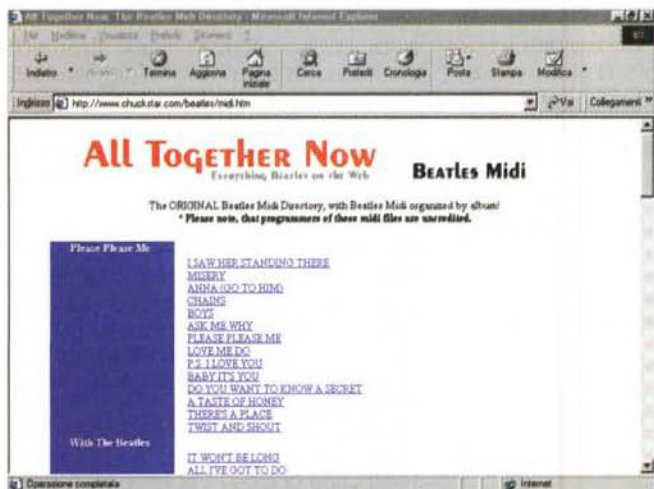 All Together Now: The Beatles Midi Directory - Microsoft Internet Explorer
File Modifica Visualizza Preferiti Strumenti ?
Indietro Termina Aggiorna Pagina iniziale Cerca Preferiti Cronologia Posta Stampa Modifica
Indirizzo http://www.chuckstar.com/beatles/midi.htm Vai Collegamenti »
All Together Now
Everything Beatles on the Web
Beatles Midi
The ORIGINAL Beatles Midi Directory, with Beatles Midi organized by album!
* Please note, that programmers of these midi files are uncredited.
Please Please Me
I SAW HER STANDING THERE
MISERY
ANNA (GO TO HIM)
CHAINS
BOYS
ASK ME WHY
PLEASE PLEASE ME
LOVE ME DO
P.S. I LOVE YOU
BABY IT'S YOU
DO YOU WANT TO KNOW A SECRET
A TASTE OF HONEY
THERE'S A PLACE
TWIST AND SHOUT
With The Beatles
IT WON'T BE LONG
ALL I'VE GOT TO DO
Operazione completata
Internet